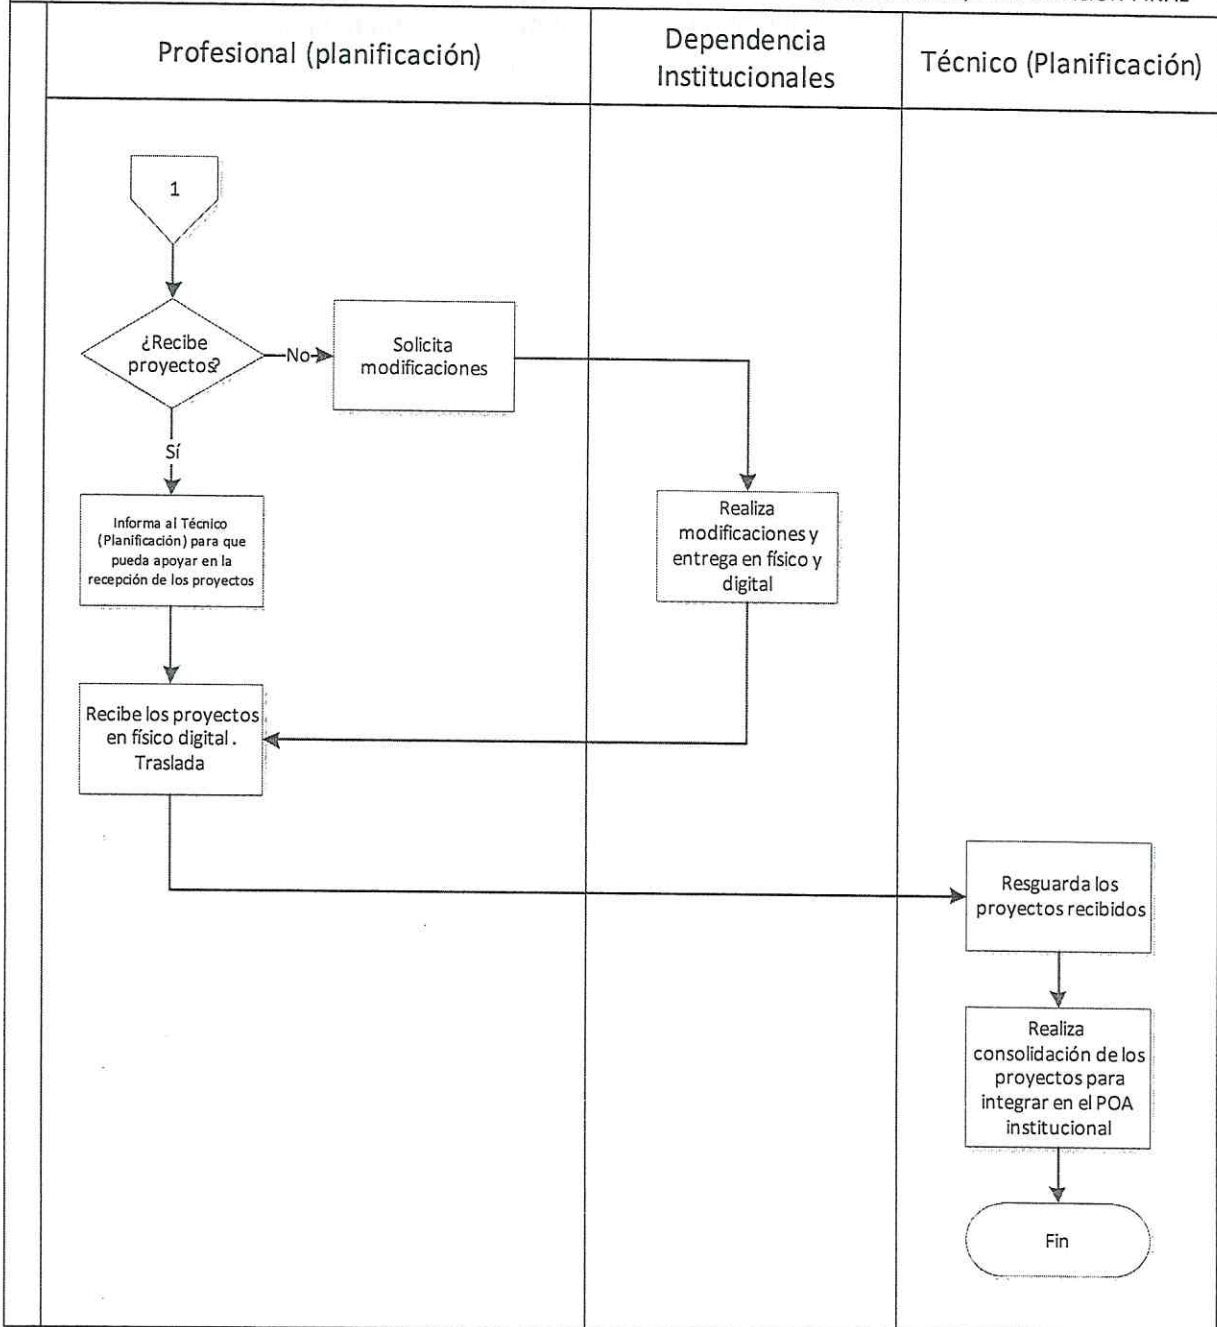 Profesional (planificación)
Dependencia
Institucionales
Técnico (Planificación)
1
¿Recibe
proyectos?
No
Solicita
modificaciones
Sí
Informa al Técnico
(Planificación) para que
pueda apoyar en la
recepción de los proyectos
Realiza
modificaciones y
entrega en físico y
digital
Recibe los proyectos
en físico digital .
Traslada
Resguarda los
proyectos recibidos
Realiza
consolidación de los
proyectos para
integrar en el POA
institucional
Fin